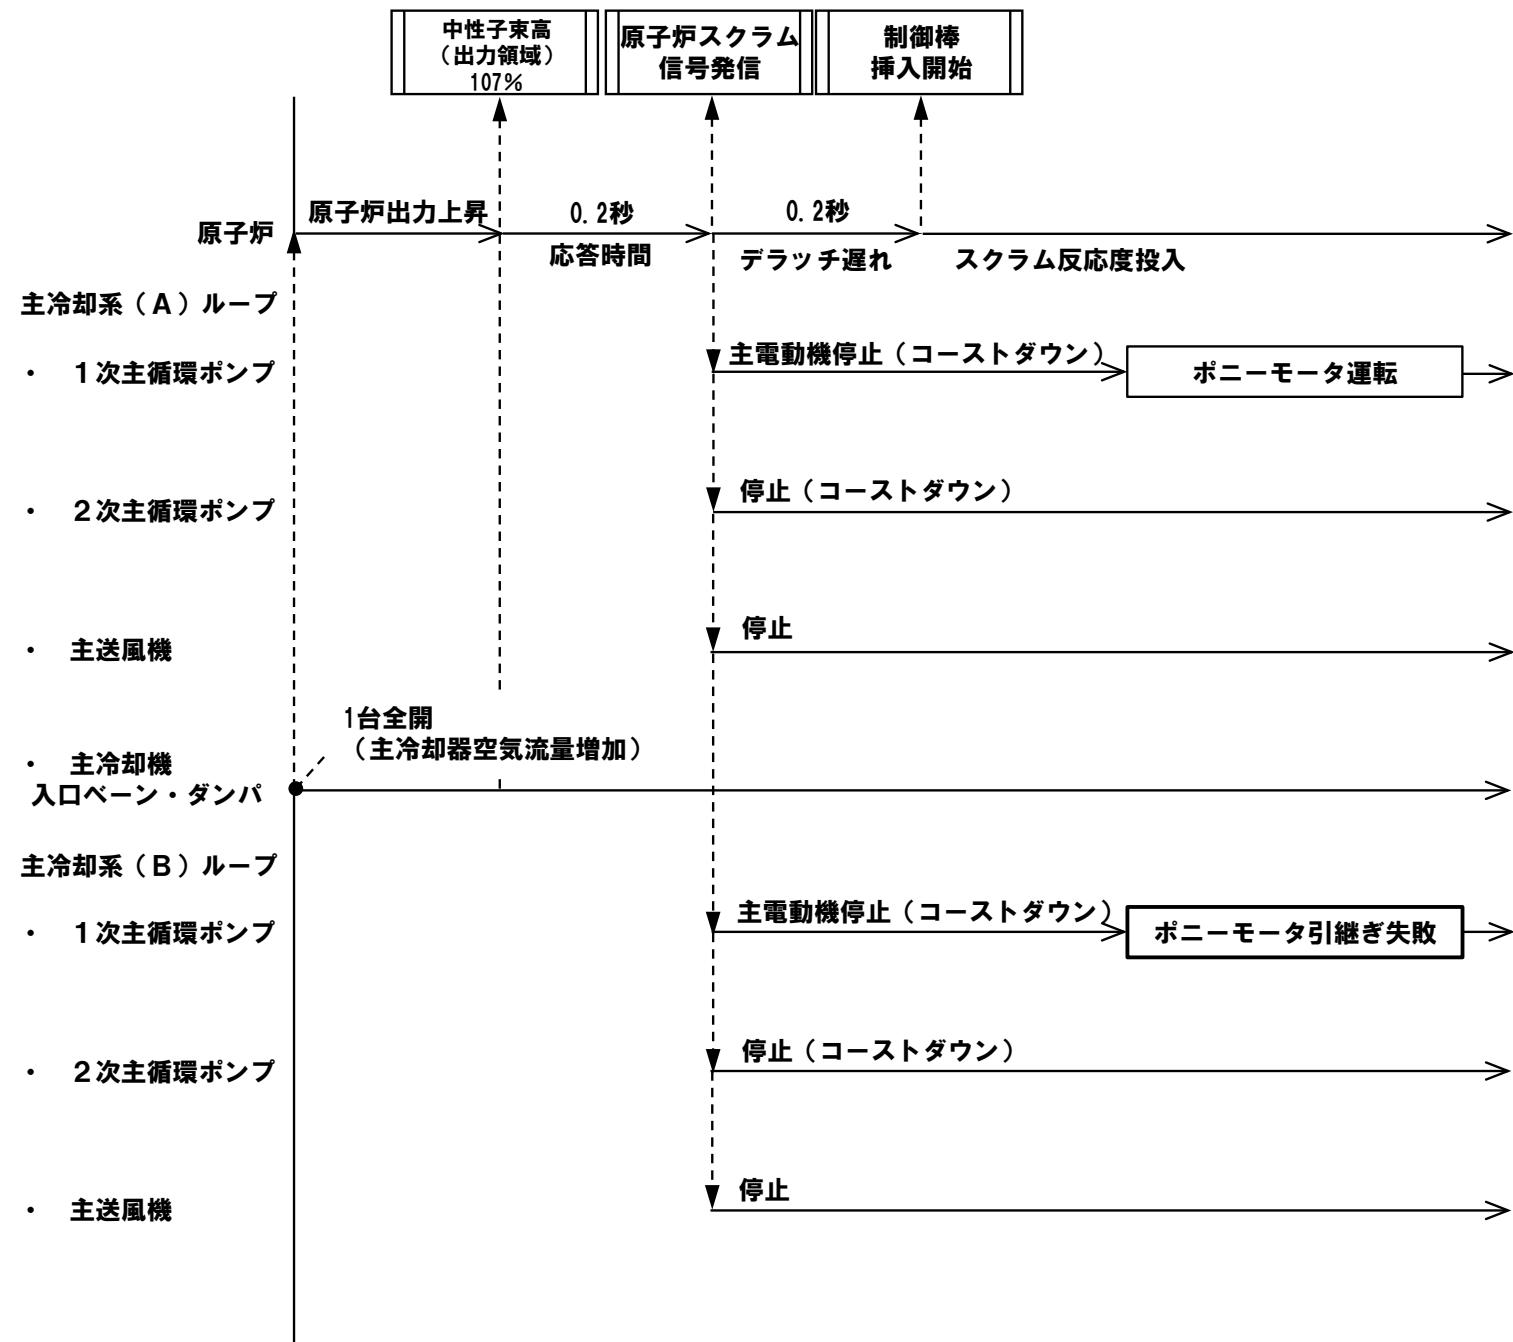 中性子束高
（出力領域）
107%
原子炉スクラム
信号発信
制御棒
挿入開始
原子炉
原子炉出力上昇
0.2秒
応答時間
0.2秒
デラッチ遅れ
スクラム反応度投入
主冷却系（A）ループ
・ 1次主循環ポンプ
主電動機停止（コーストダウン）
ポニーモータ運転
・ 2次主循環ポンプ
停止（コーストダウン）
・ 主送風機
停止
・ 主冷却機
入口ベーン・ダンパ
1台全開
（主冷却器空気流量増加）
主冷却系（B）ループ
・ 1次主循環ポンプ
主電動機停止（コーストダウン）
ポニーモータ引継ぎ失敗
・ 2次主循環ポンプ
停止（コーストダウン）
・ 主送風機
停止